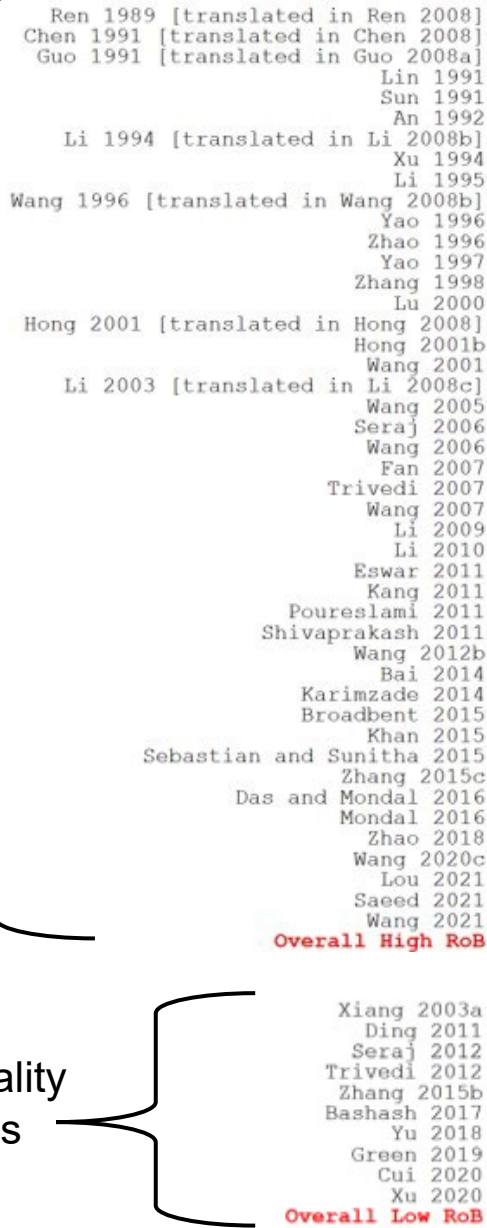 Ren 1989 [translated in Ren 2008]
Chen 1991 [translated in Chen 2008]
Guo 1991 [translated in Guo 2008a]
Lin 1991
Sun 1991
An 1992
Li 1994 [translated in Li 2008b]
Xu 1994
Li 1995
Wang 1996 [translated in Wang 2008b]
Yao 1996
Zhao 1996
Yao 1997
Zhang 1998
Lu 2000
Hong 2001 [translated in Hong 2008]
Hong 2001b
Wang 2001
Li 2003 [translated in Li 2008c]
Wang 2005
Seraj 2006
Wang 2006
Fan 2007
Trivedi 2007
Wang 2007
Li 2009
Li 2010
Eswar 2011
Kang 2011
Poureslami 2011
Shivaprakash 2011
Wang 2012b
Bai 2014
Karimzade 2014
Broadbent 2015
Khan 2015
Sebastian and Sunitha 2015
Zhang 2015c
Das and Mondal 2016
Mondal 2016
Zhao 2018
Wang 2020c
Lou 2021
Saeed 2021
Wang 2021
Overall High RoB
Xiang 2003a
Ding 2011
Seraj 2012
Trivedi 2012
Zhang 2015b
Bashash 2017
Yu 2018
Green 2019
Cui 2020
Xu 2020
Overall Low RoB
ality
s